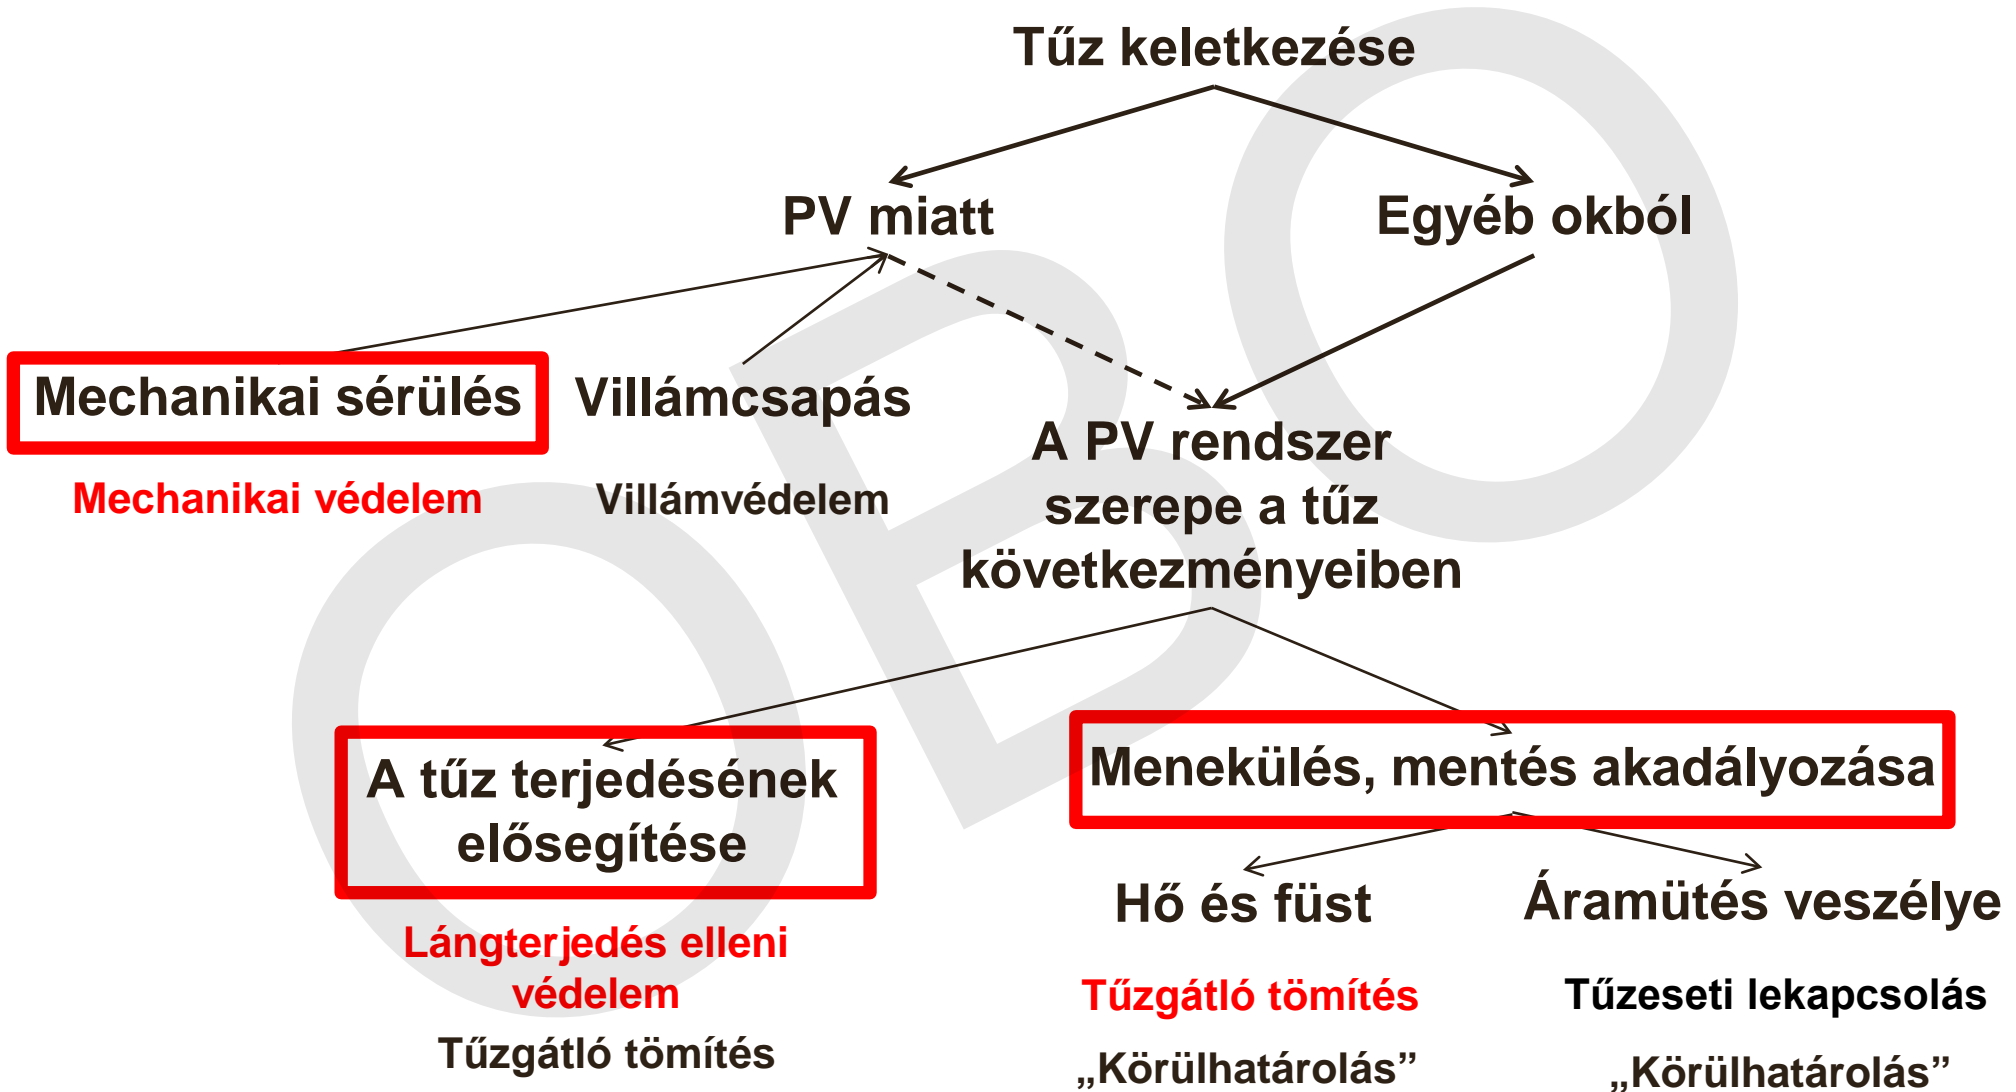 Tűz keletkezése
PV miatt
Egyéb okból
Mechanikai sérülés
Villámcsapás
Mechanikai védelem
Villámvédelem
A PV rendszer
szerepe a tűz
következményeiben
A tűz terjedésének
elősegítése
Menekülés, mentés akadályozása
Hő és füst
Áramütés veszélye
Lángterjedés elleni
védelem
Tűzgátló tömítés
Tűzgátló tömítés
„Körülhatárolás”
Tűzeseti lekapcsolás
„Körülhatárolás”
OBO